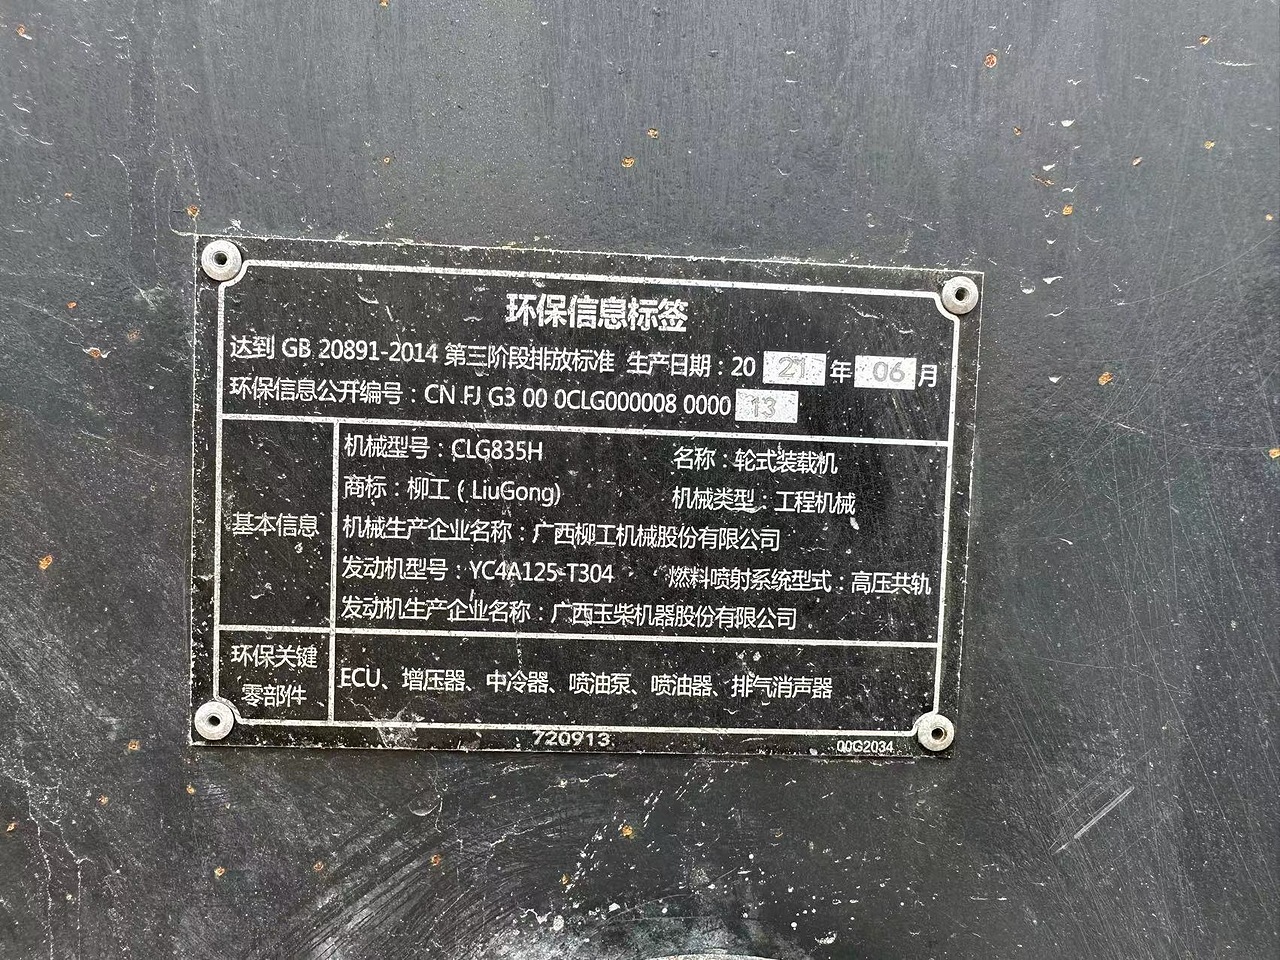 环保信息标签
达到 GB 20891-2014 第三阶段排放标准 生产日期：20 21 年 06 月
环保信息公开编号：CN FJ G3 00 0CLG000008 0000 13
基本信息
机械型号：CLG835H 名称：轮式装载机
商标：柳工 ( LiuGong) 机械类型：工程机械
机械生产企业名称：广西柳工机械股份有限公司
发动机型号：YC4A125-T304 燃料喷射系统型式：高压共轨
发动机生产企业名称：广西玉柴机器股份有限公司
环保关键
零部件
ECU、增压器、中冷器、喷油泵、喷油器、排气消声器
720913
00G2034